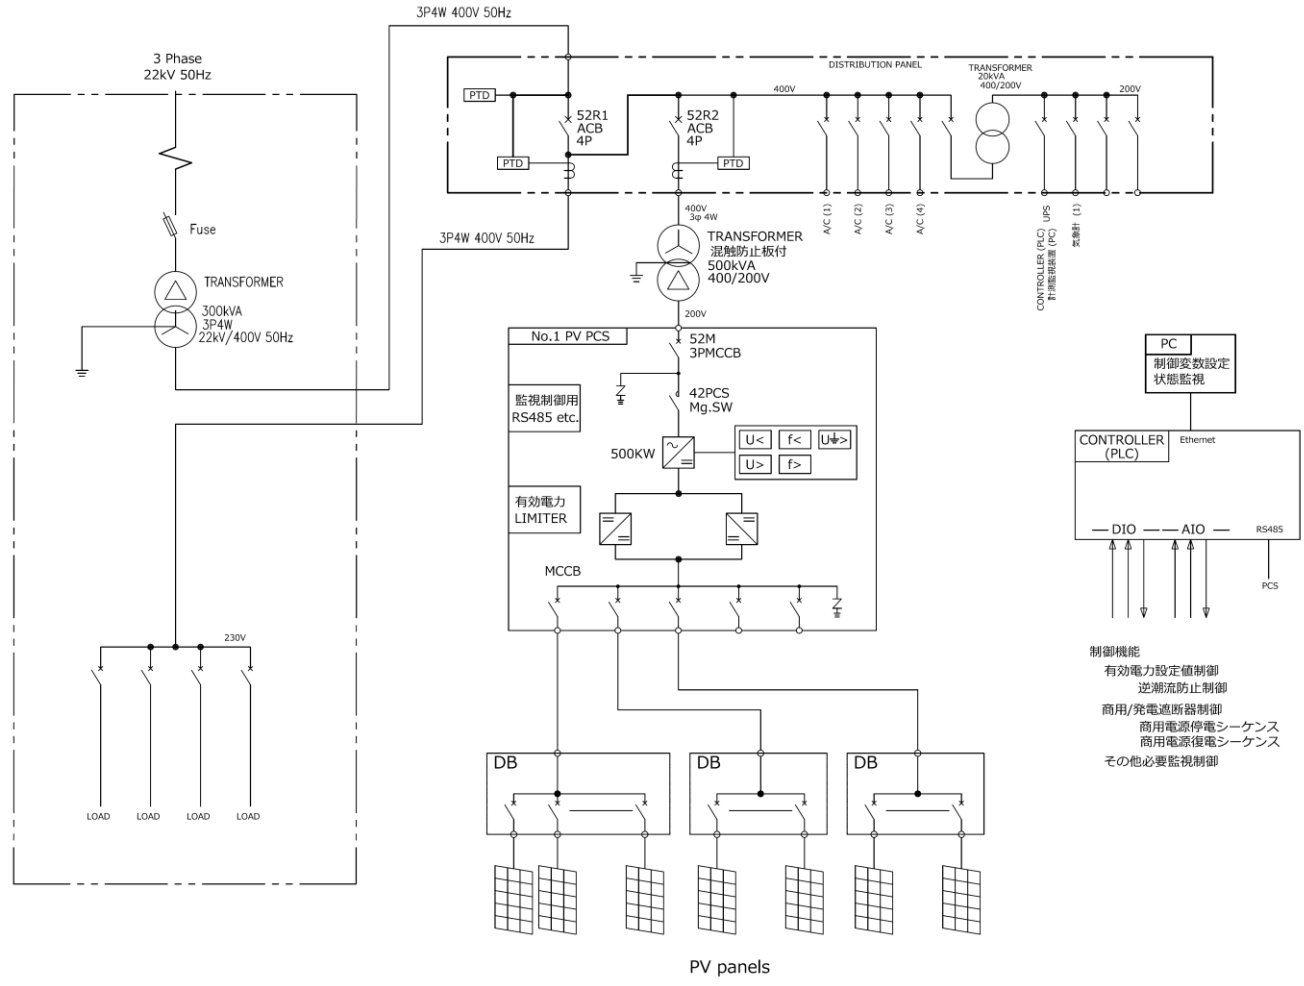 3P4W 400V 50Hz
3 Phase
22kV 50Hz
Fuse
TRANSFORMER
300kVA
3P4W
22kV/400V 50Hz
3P4W 400V 50Hz
230V
LOAD
LOAD
LOAD
LOAD
DISTRIBUTION PANEL
PTD
52R1
ACB
4P
PTD
52R2
ACB
4P
PTD
400V
TRANSFORMER
20kVA
400/200V
200V
A/C (1)
A/C (2)
A/C (3)
A/C (4)
CONTROLLER (PLC) UPS
計測監視装置 (PC)
気象計 (1)
400V
3φ 4W
TRANSFORMER
混触防止板付
500kVA
400/200V
200V
No.1 PV PCS
52M
3PMCCB
監視制御用
RS485 etc.
42PCS
Mg.SW
500KW
U<
f<
U>
U>
f>
有効電力
LIMITER
MCCB
DB
DB
DB
PV panels
PC
制御変数設定
状態監視
CONTROLLER
(PLC)
Ethernet
DIO
AIO
RS485
PCS
制御機能
有効電力設定値制御
逆潮流防止制御
商用/発電遮断器制御
商用電源停電シーケンス
商用電源復電シーケンス
その他必要監視制御